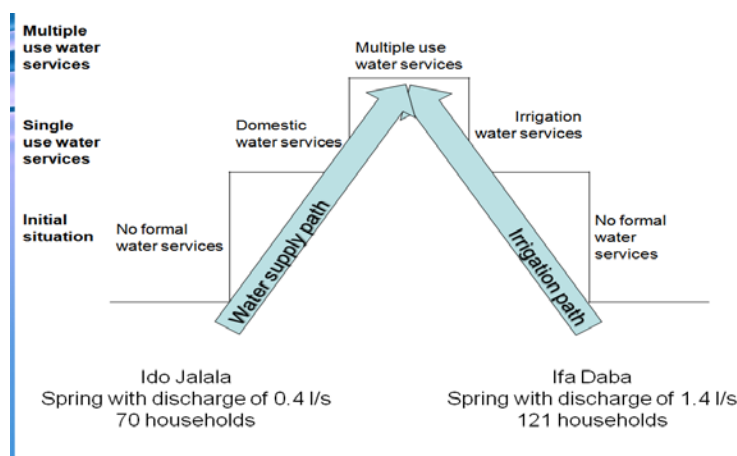 Multiple
use water
services
Multiple use
water services
Single
use water
services
Domestic
water services
Irrigation
water services
Initial
situation
No formal
water services
No formal
water
services
Water supply path
Irrigation path
Ido Jalala
Spring with discharge of 0.4 l/s
70 households
Ifa Daba
Spring with discharge of 1.4 l/s
121 households